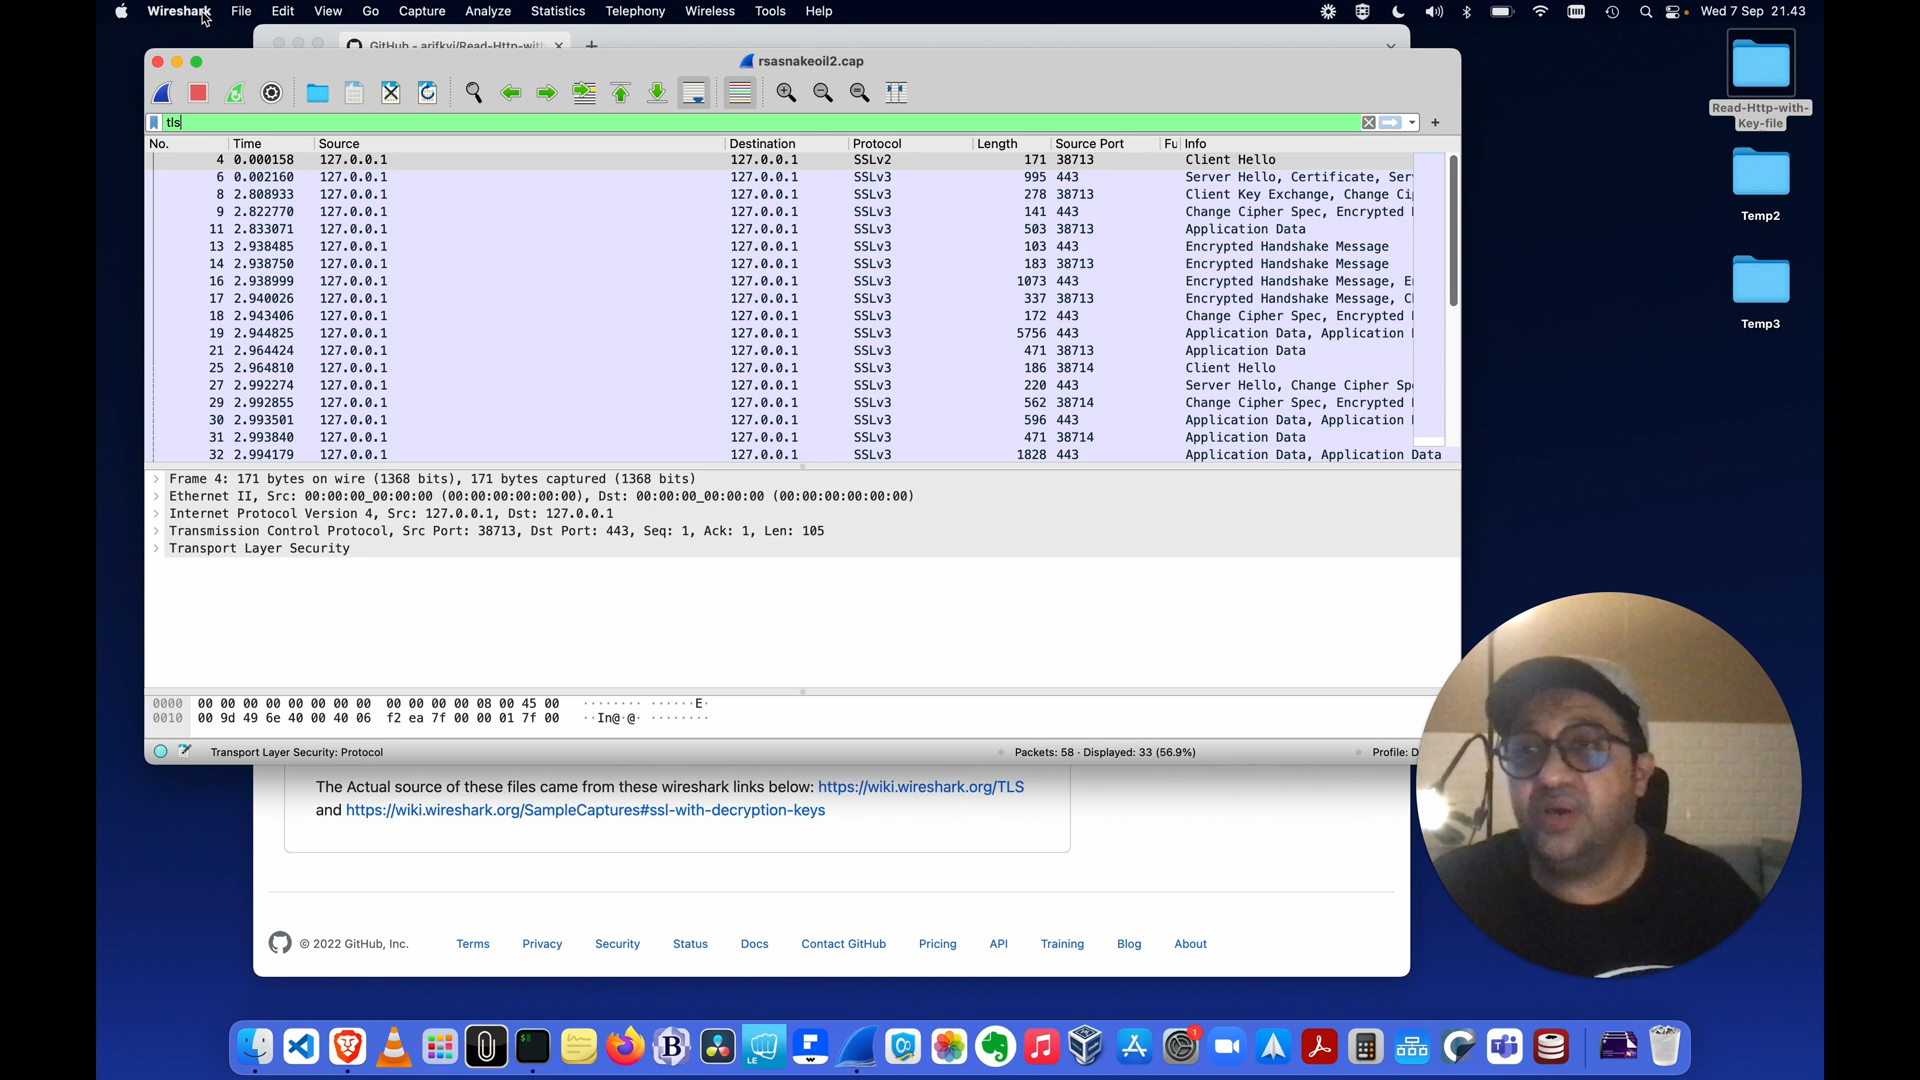 Wireshark File Edit View Go Capture Analyze Statistics Telephony Wireless Tools Help Wed 7 Sep 21.43
GitHub - arifkyi/Read-Http-with
rsasnakeoil2.cap
tls
No. Time Source Destination Protocol Length Source Port Fu Info
4 0.000158 127.0.0.1 127.0.0.1 SSLv2 171 38713 Client Hello
6 0.002160 127.0.0.1 127.0.0.1 SSLv3 995 443 Server Hello, Certificate, Ser
8 2.808933 127.0.0.1 127.0.0.1 SSLv3 278 38713 Client Key Exchange, Change Ci
9 2.822770 127.0.0.1 127.0.0.1 SSLv3 141 443 Change Cipher Spec, Encrypted
11 2.833071 127.0.0.1 127.0.0.1 SSLv3 503 38713 Application Data
13 2.938485 127.0.0.1 127.0.0.1 SSLv3 103 443 Encrypted Handshake Message
14 2.938750 127.0.0.1 127.0.0.1 SSLv3 183 38713 Encrypted Handshake Message
16 2.938999 127.0.0.1 127.0.0.1 SSLv3 1073 443 Encrypted Handshake Message, E
17 2.940026 127.0.0.1 127.0.0.1 SSLv3 337 38713 Encrypted Handshake Message, C
18 2.943406 127.0.0.1 127.0.0.1 SSLv3 172 443 Change Cipher Spec, Encrypted
19 2.944825 127.0.0.1 127.0.0.1 SSLv3 5756 443 Application Data, Application
21 2.964424 127.0.0.1 127.0.0.1 SSLv3 471 38713 Application Data
25 2.964810 127.0.0.1 127.0.0.1 SSLv3 186 38714 Client Hello
27 2.992274 127.0.0.1 127.0.0.1 SSLv3 220 443 Server Hello, Change Cipher Sp
29 2.992855 127.0.0.1 127.0.0.1 SSLv3 562 38714 Change Cipher Spec, Encrypted
30 2.993501 127.0.0.1 127.0.0.1 SSLv3 596 443 Application Data, Application
31 2.993840 127.0.0.1 127.0.0.1 SSLv3 471 38714 Application Data
32 2.994179 127.0.0.1 127.0.0.1 SSLv3 1828 443 Application Data, Application Data
Frame 4: 171 bytes on wire (1368 bits), 171 bytes captured (1368 bits)
Ethernet II, Src: 00:00:00_00:00:00 (00:00:00:00:00:00), Dst: 00:00:00_00:00:00 (00:00:00:00:00:00)
Internet Protocol Version 4, Src: 127.0.0.1, Dst: 127.0.0.1
Transmission Control Protocol, Src Port: 38713, Dst Port: 443, Seq: 1, Ack: 1, Len: 105
Transport Layer Security
0000 00 00 00 00 00 00 00 00 00 00 00 00 08 00 45 00 ········ ······E·
0010 00 9d 49 6e 40 00 40 06 f2 ea 7f 00 00 01 7f 00 ··In@·@· ········
Transport Layer Security: Protocol Packets: 58 · Displayed: 33 (56.9%) Profile: D
The Actual source of these files came from these wireshark links below: https://wiki.wireshark.org/TLS
and https://wiki.wireshark.org/SampleCaptures#ssl-with-decryption-keys
© 2022 GitHub, Inc. Terms Privacy Security Status Docs Contact GitHub Pricing API Training Blog About
Read-Http-with-
Key-file
Temp2
Temp3
B
LE
1